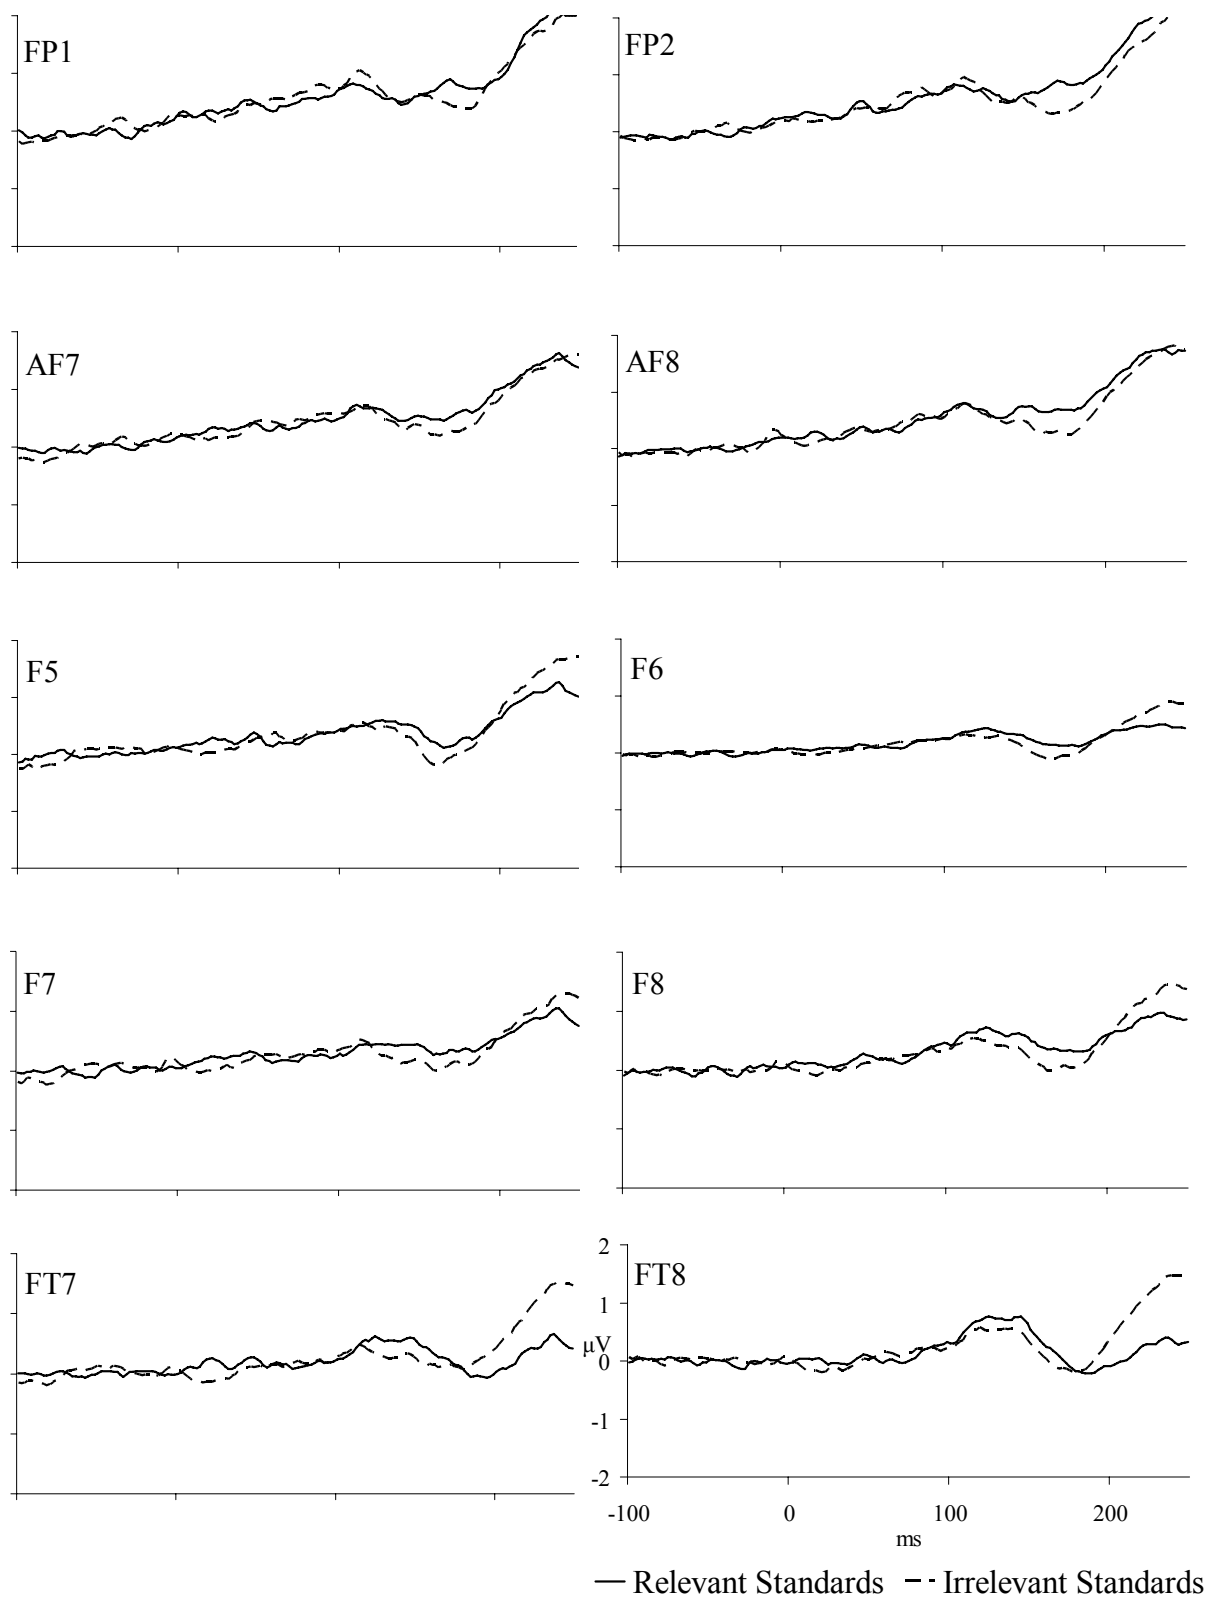 FP1
FP2
AF7
AF8
F5
F6
F7
F8
FT7
FT8
2
1
μV
0
-1
-2
-100 0 100 200
ms
Relevant Standards Irrelevant Standards